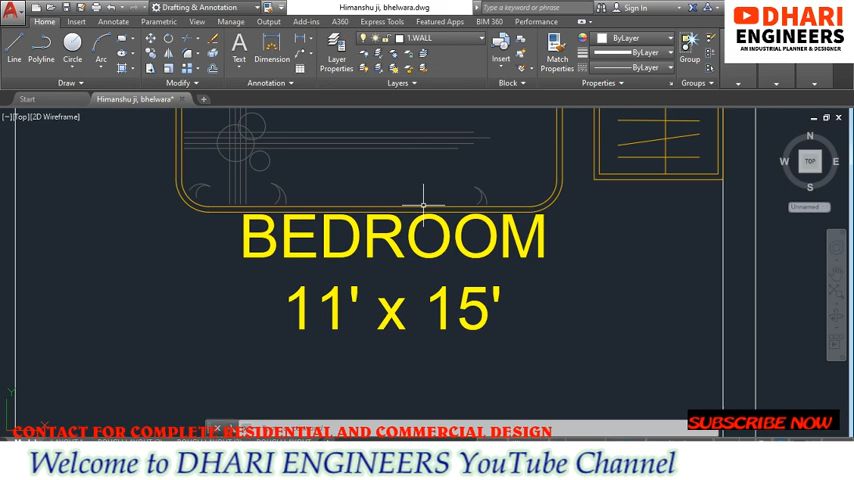 Drafting & Annotation
Himanshu ji, bhelwara.dwg
Type a keyword or phrase
Sign In
DHARI
ENGINEERS
AN INDUSTRIAL PLANNER & DESIGNER
Home Insert Annotate Parametric View Manage Output Add-ins A360 Express Tools Featured Apps BIM 360 Performance
Line Polyline Circle Arc Text Dimension Layer Properties 1.WALL Insert Match Properties ByLayer Group
ByLayer
ByLayer
Draw Modify Annotation Layers Block Properties Groups
Start Himanshu ji, bhelwara*
[−][Top][2D Wireframe]
N
W TOP E
S
Unnamed
BEDROOM
11' x 15'
Y
SUBSCRIBE NOW
CONTACT FOR COMPLETE RESIDENTIAL AND COMMERCIAL DESIGN
Welcome to DHARI ENGINEERS YouTube Channel